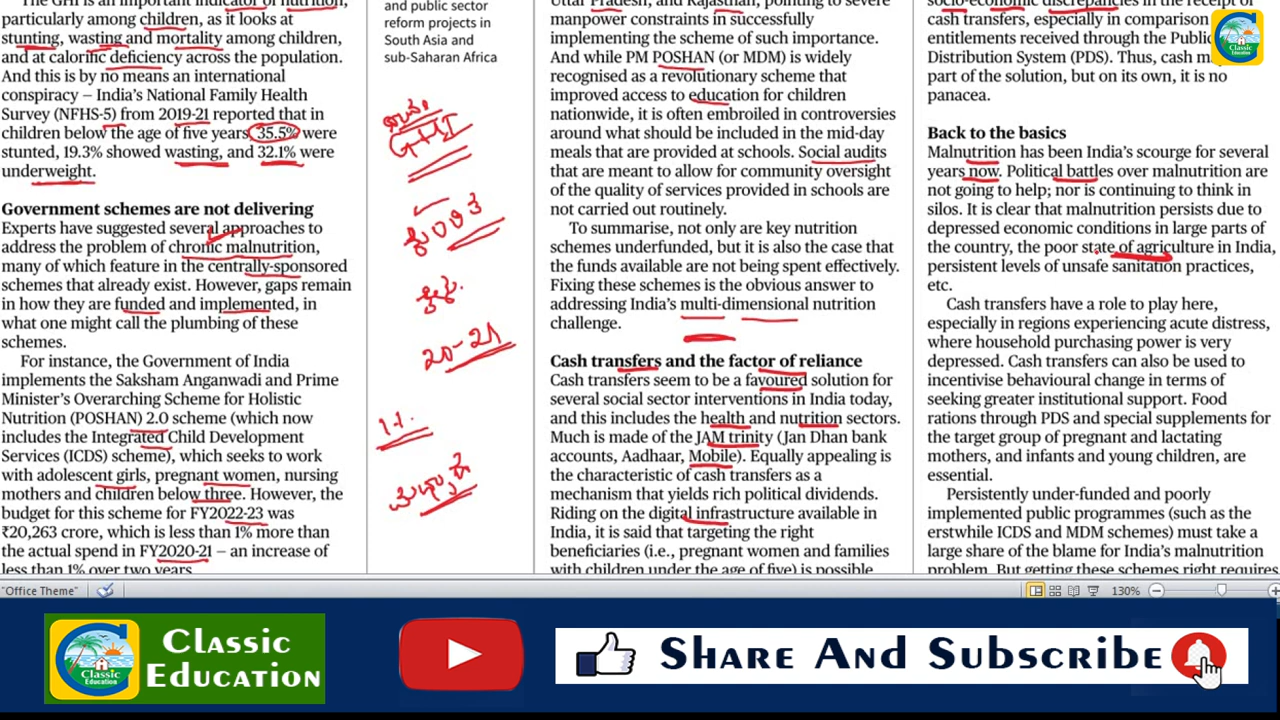 The GHI is an important indicator of nutrition,
particularly among children, as it looks at
stunting, wasting and mortality among children,
and at calorific deficiency across the population.
And this is by no means an international
conspiracy – India's National Family Health
Survey (NFHS-5) from 2019-21 reported that in
children below the age of five years, 35.5% were
stunted, 19.3% showed wasting, and 32.1% were
underweight.
Government schemes are not delivering
Experts have suggested several approaches to
address the problem of chronic malnutrition,
many of which feature in the centrally-sponsored
schemes that already exist. However, gaps remain
in how they are funded and implemented, in
what one might call the plumbing of these
schemes.
For instance, the Government of India
implements the Saksham Anganwadi and Prime
Minister's Overarching Scheme for Holistic
Nutrition (POSHAN) 2.0 scheme (which now
includes the Integrated Child Development
Services (ICDS) scheme), which seeks to work
with adolescent girls, pregnant women, nursing
mothers and children below three. However, the
budget for this scheme for FY2022-23 was
₹20,263 crore, which is less than 1% more than
the actual spend in FY2020-21 – an increase of
less than 1% over two years.
and public sector
reform projects in
South Asia and
sub-Saharan Africa
GHI
20-21
Uttar Pradesh, and Rajasthan, pointing to severe
manpower constraints in successfully
implementing the scheme of such importance.
And while PM POSHAN (or MDM) is widely
recognised as a revolutionary scheme that
improved access to education for children
nationwide, it is often embroiled in controversies
around what should be included in the mid-day
meals that are provided at schools. Social audits
that are meant to allow for community oversight
of the quality of services provided in schools are
not carried out routinely.
To summarise, not only are key nutrition
schemes underfunded, but it is also the case that
the funds available are not being spent effectively.
Fixing these schemes is the obvious answer to
addressing India's multi-dimensional nutrition
challenge.
Cash transfers and the factor of reliance
Cash transfers seem to be a favoured solution for
several social sector interventions in India today,
and this includes the health and nutrition sectors.
Much is made of the JAM trinity (Jan Dhan bank
accounts, Aadhaar, Mobile). Equally appealing is
the characteristic of cash transfers as a
mechanism that yields rich political dividends.
Riding on the digital infrastructure available in
India, it is said that targeting the right
beneficiaries (i.e., pregnant women and families
with children under the age of five) is possible
socio-economic discrepancies in the receipt of
cash transfers, especially in comparison
entitlements received through the Public
Distribution System (PDS). Thus, cash
part of the solution, but on its own, it is no
panacea.
Back to the basics
Malnutrition has been India's scourge for several
years now. Political battles over malnutrition are
not going to help; nor is continuing to think in
silos. It is clear that malnutrition persists due to
depressed economic conditions in large parts of
the country, the poor state of agriculture in India,
persistent levels of unsafe sanitation practices,
etc.
Cash transfers have a role to play here,
especially in regions experiencing acute distress,
where household purchasing power is very
depressed. Cash transfers can also be used to
incentivise behavioural change in terms of
seeking greater institutional support. Food
rations through PDS and special supplements for
the target group of pregnant and lactating
mothers, and infants and young children, are
essential.
Persistently under-funded and poorly
implemented public programmes (such as the
erstwhile ICDS and MDM schemes) must take a
large share of the blame for India's malnutrition
problem. But getting these schemes right requires
Classic
Education
"Office Theme"
130%
Classic
Education
CLASSIC
EDUCATION
SHARE AND SUBSCRIBE